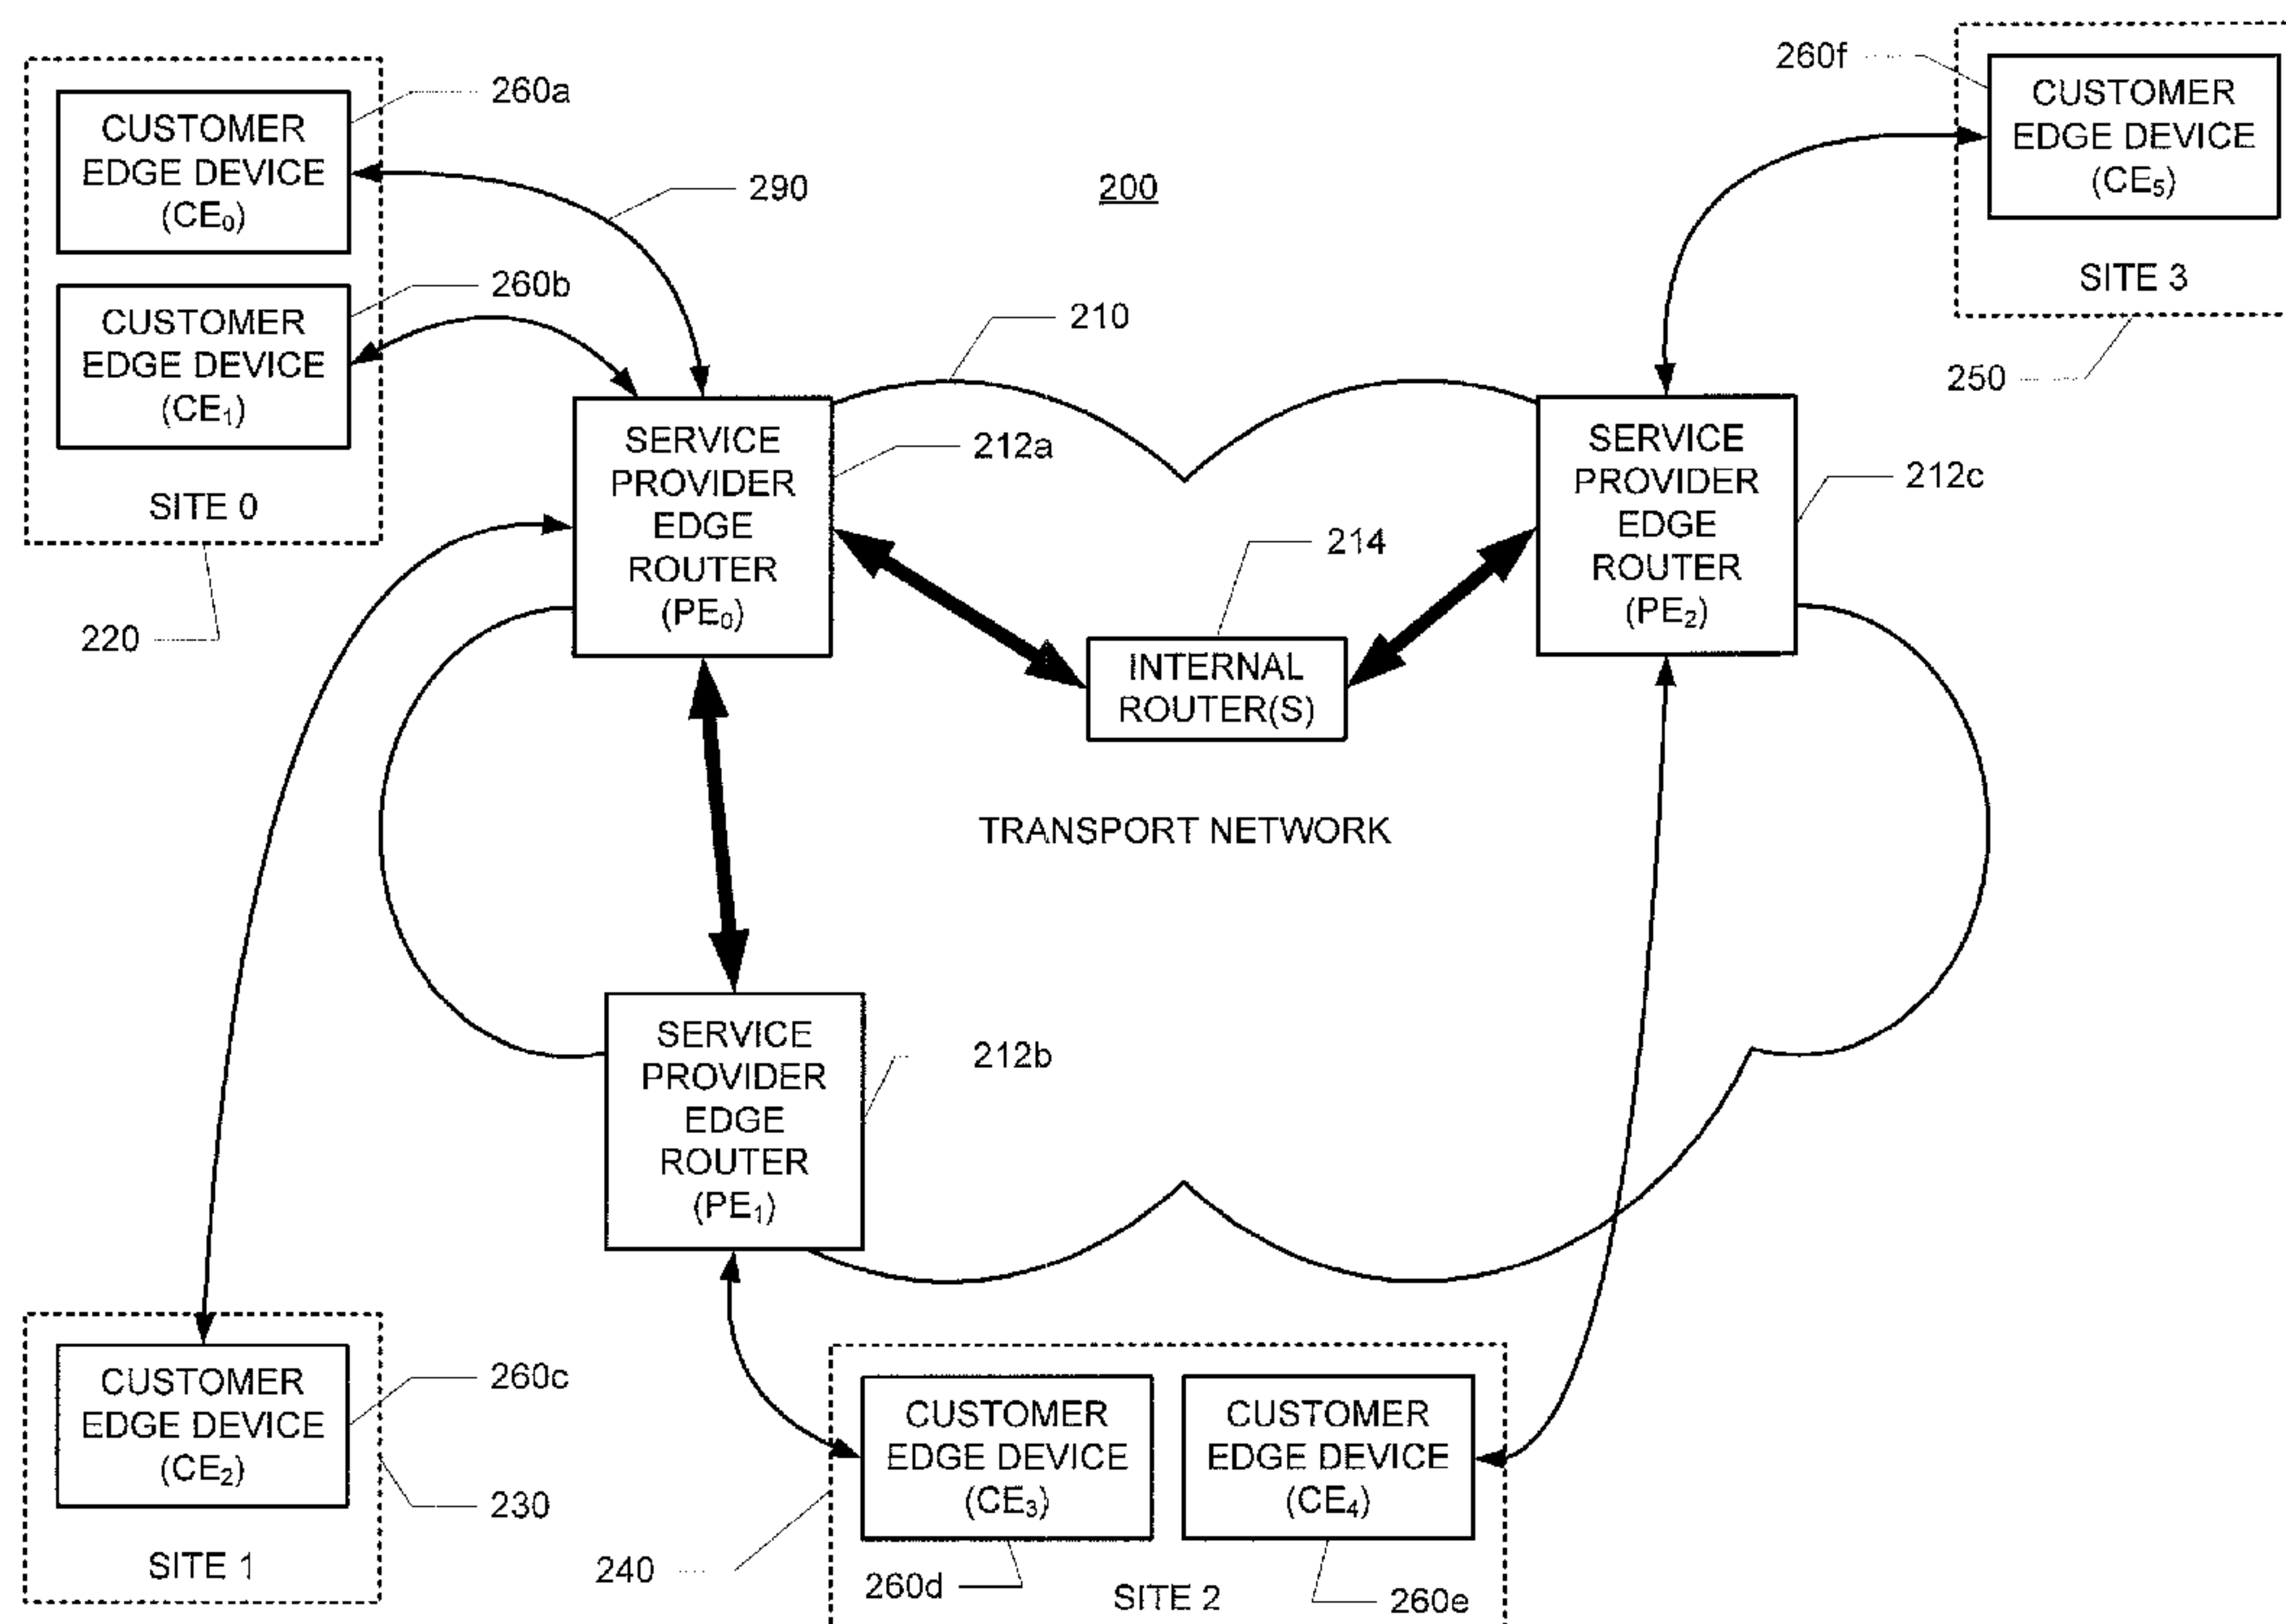 260a
CUSTOMER
EDGE DEVICE
(CE₀)
260b
CUSTOMER
EDGE DEVICE
(CE₁)
SITE 0
220
290
200
210
260f
CUSTOMER
EDGE DEVICE
(CE₅)
SITE 3
250
SERVICE
PROVIDER
EDGE
ROUTER
(PE₀)
212a
214
INTERNAL
ROUTER(S)
SERVICE
PROVIDER
EDGE
ROUTER
(PE₂)
212c
TRANSPORT NETWORK
SERVICE
PROVIDER
EDGE
ROUTER
(PE₁)
212b
CUSTOMER
EDGE DEVICE
(CE₂)
260c
230
SITE 1
CUSTOMER
EDGE DEVICE
(CE₃)
CUSTOMER
EDGE DEVICE
(CE₄)
240
260d
SITE 2
260e